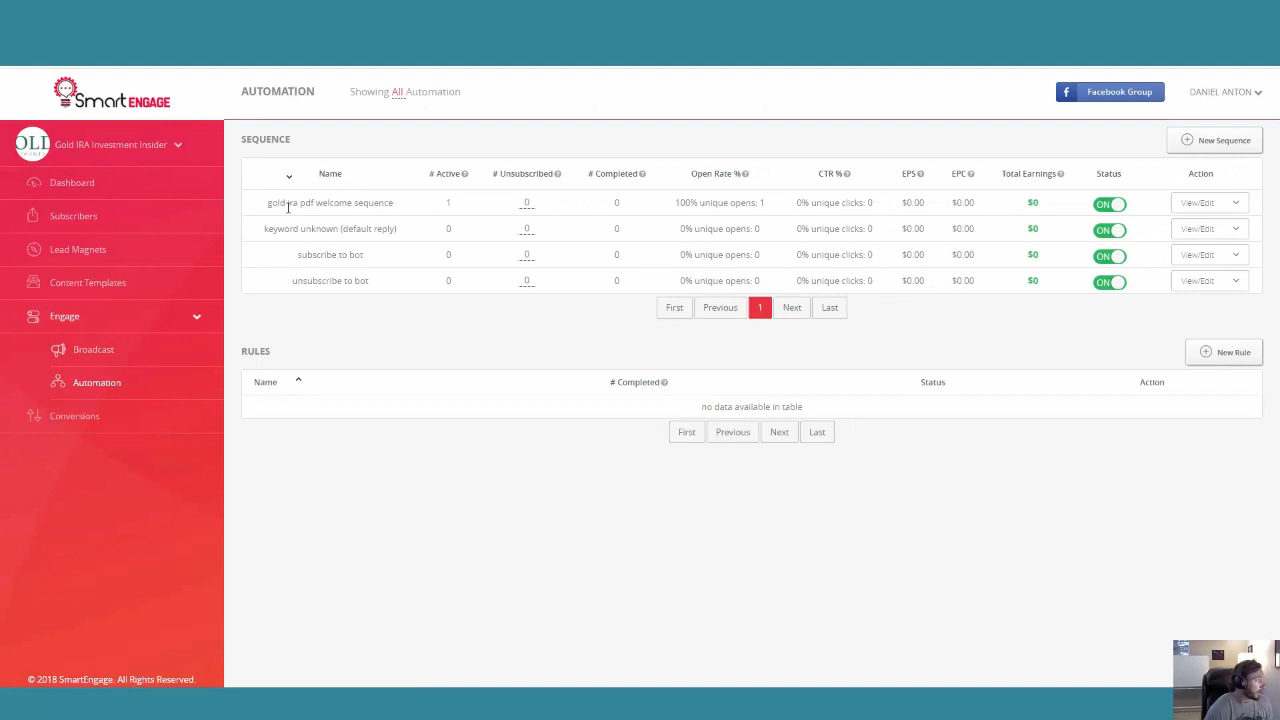 SmartENGAGE
AUTOMATION
Showing All Automation
Facebook Group
DANIEL ANTON
Gold IRA Investment Insider
Dashboard
Subscribers
Lead Magnets
Content Templates
Engage
Broadcast
Automation
Conversions
© 2018 SmartEngage. All Rights Reserved.
SEQUENCE
New Sequence
Name # Active # Unsubscribed # Completed Open Rate % CTR % EPS EPC Total Earnings Status Action
gold ira pdf welcome sequence 1 0 0 100% unique opens: 1 0% unique clicks: 0 $0.00 $0.00 $0 ON View/Edit
keyword unknown (default reply) 0 0 0 0% unique opens: 0 0% unique clicks: 0 $0.00 $0.00 $0 ON View/Edit
subscribe to bot 0 0 0 0% unique opens: 0 0% unique clicks: 0 $0.00 $0.00 $0 ON View/Edit
unsubscribe to bot 0 0 0 0% unique opens: 0 0% unique clicks: 0 $0.00 $0.00 $0 ON View/Edit
First Previous 1 Next Last
RULES
New Rule
Name # Completed Status Action
no data available in table
First Previous Next Last